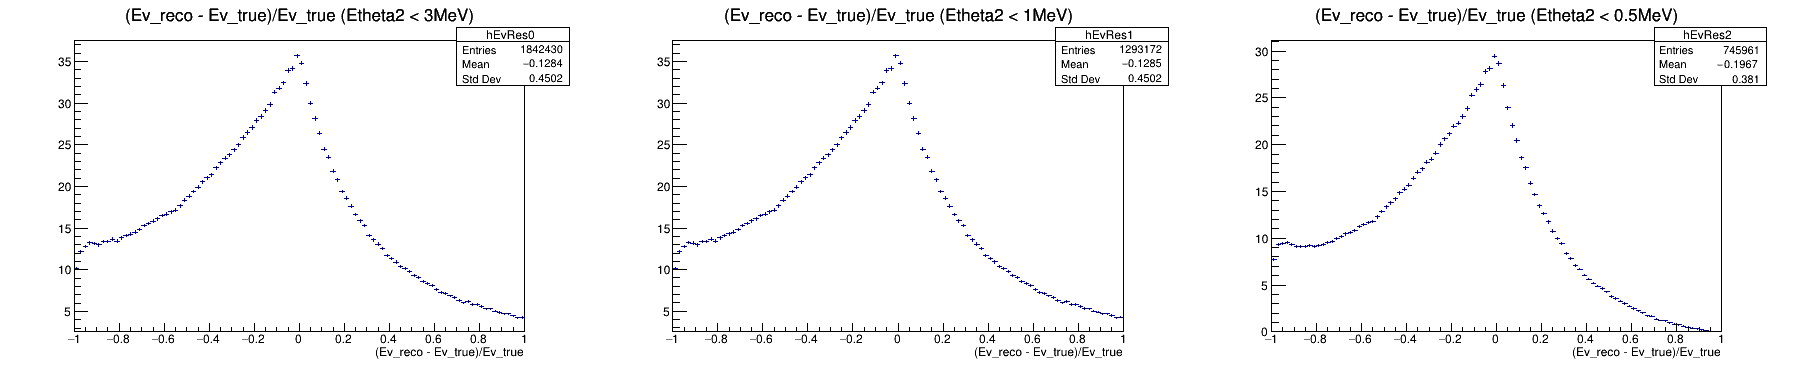 (Ev_reco - Ev_true)/Ev_true (Etheta2 < 3MeV)
hEvRes0
Entries 1842430
Mean −0.1284
Std Dev 0.4502
35
30
25
20
15
10
5
−1 −0.8 −0.6 −0.4 −0.2 0 0.2 0.4 0.6 0.8 1
(Ev_reco - Ev_true)/Ev_true
(Ev_reco - Ev_true)/Ev_true (Etheta2 < 1MeV)
hEvRes1
Entries 1293172
Mean −0.1285
Std Dev 0.4502
35
30
25
20
15
10
5
−1 −0.8 −0.6 −0.4 −0.2 0 0.2 0.4 0.6 0.8 1
(Ev_reco - Ev_true)/Ev_true
(Ev_reco - Ev_true)/Ev_true (Etheta2 < 0.5MeV)
hEvRes2
Entries 745961
Mean −0.1967
Std Dev 0.381
30
25
20
15
10
5
0
−1 −0.8 −0.6 −0.4 −0.2 0 0.2 0.4 0.6 0.8 1
(Ev_reco - Ev_true)/Ev_true